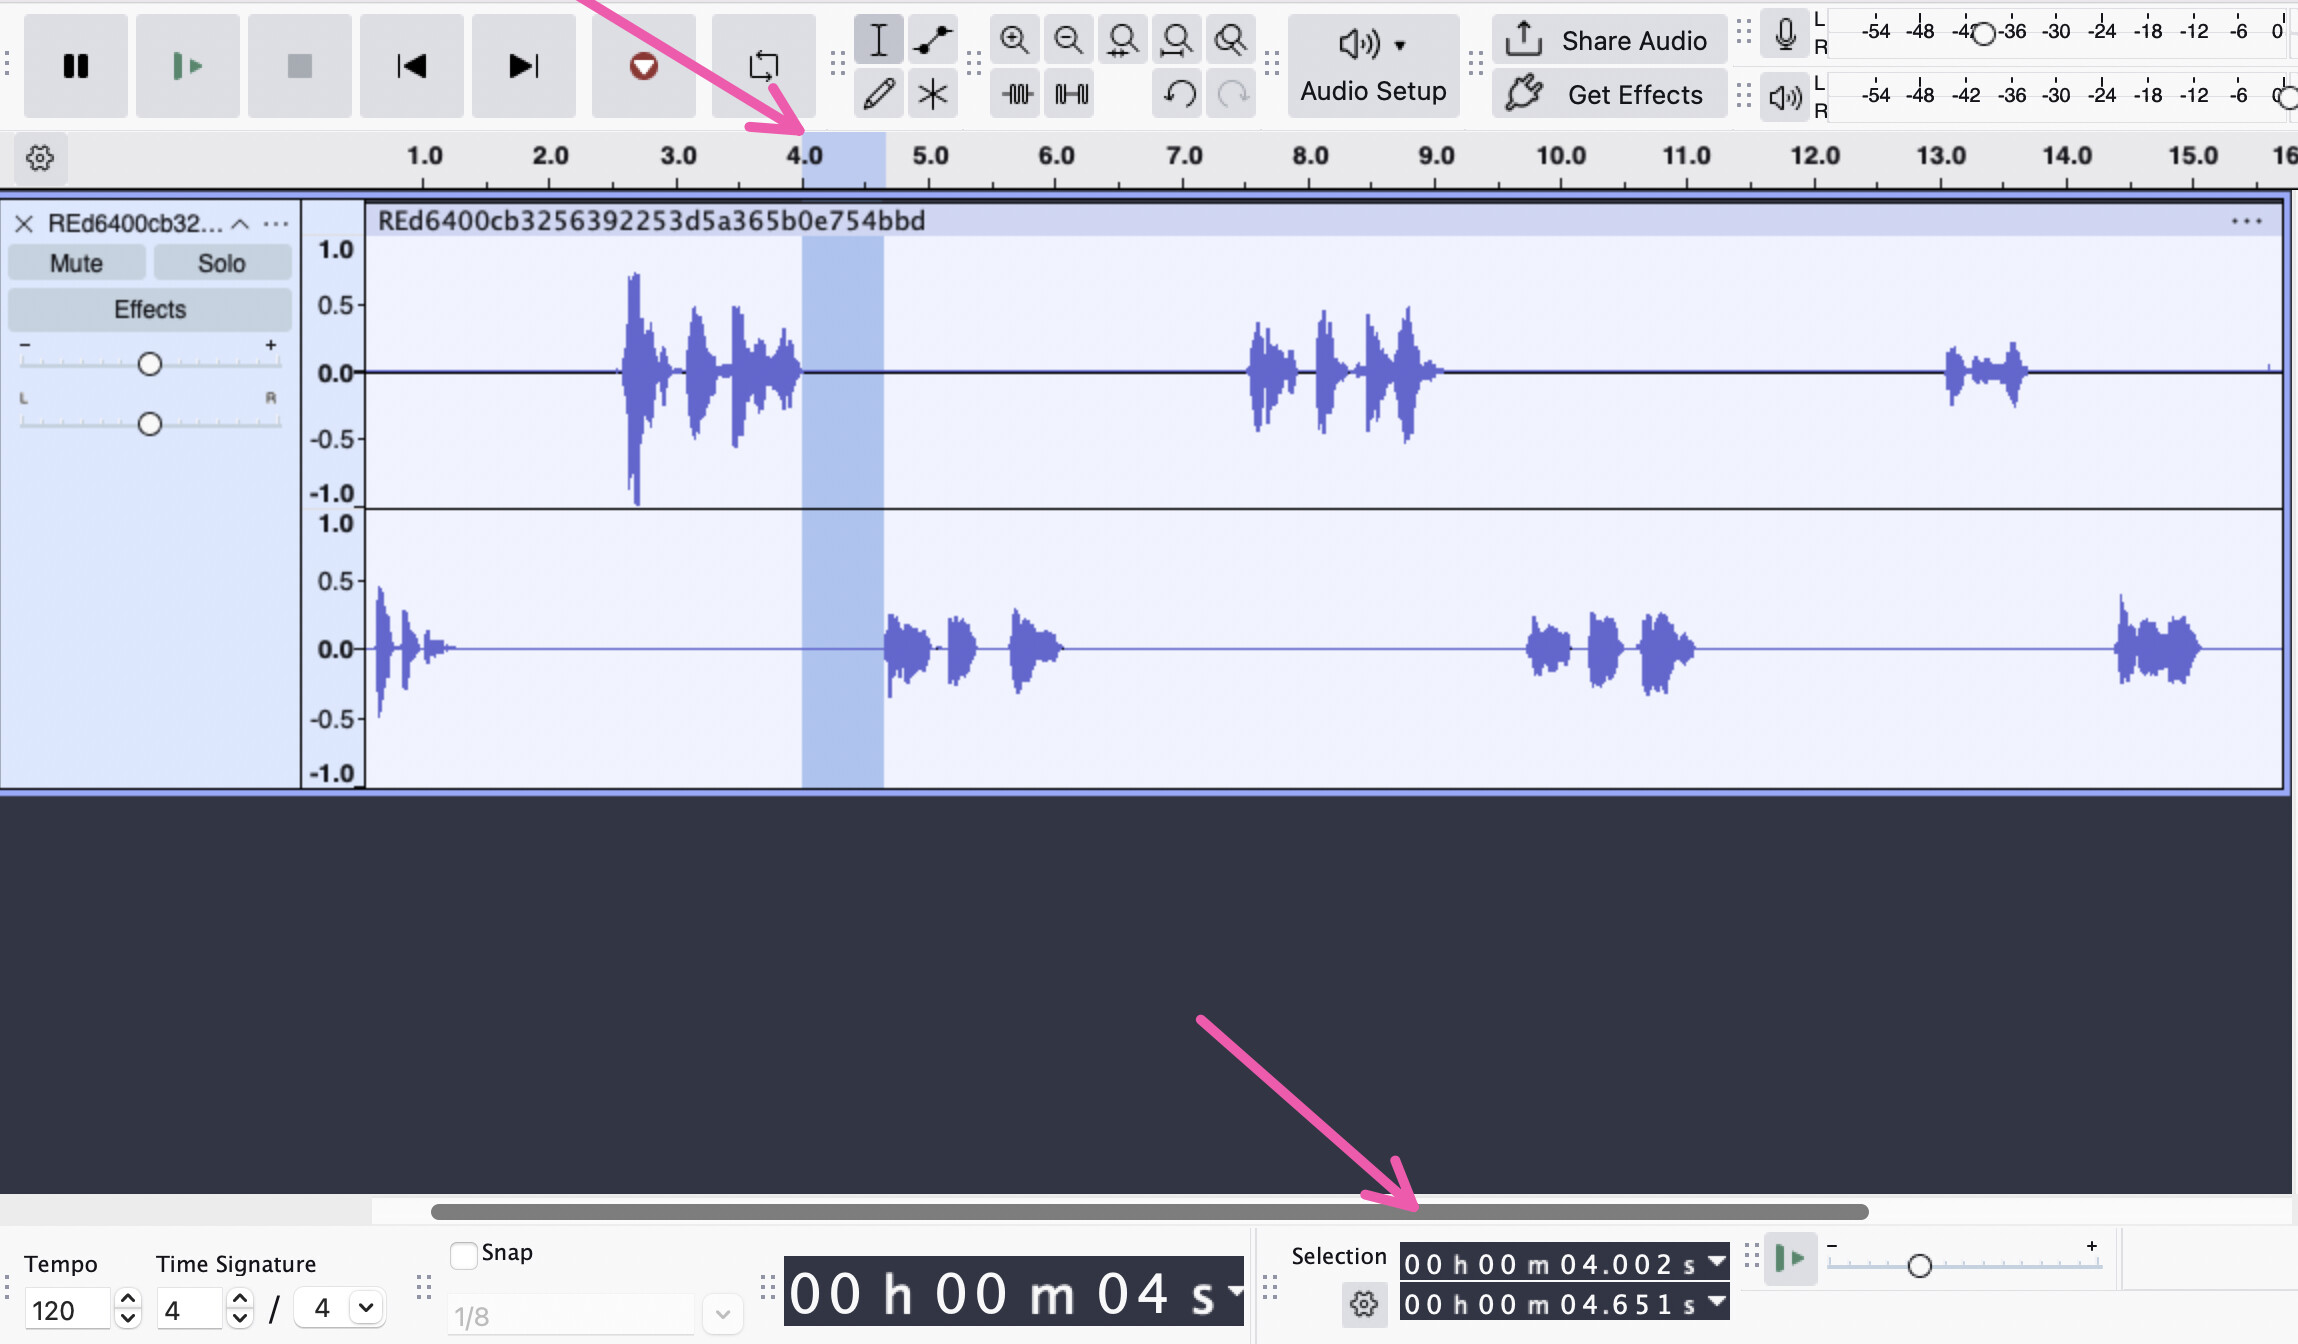 Share Audio
Audio Setup
Get Effects
L
R
-54 -48 -42 -36 -30 -24 -18 -12 -6 0
L
R
-54 -48 -42 -36 -30 -24 -18 -12 -6 0
1.0 2.0 3.0 4.0 5.0 6.0 7.0 8.0 9.0 10.0 11.0 12.0 13.0 14.0 15.0 16
REd6400cb32...
REd6400cb3256392253d5a365b0e754bbd
Mute Solo
Effects
- +
L R
1.0
0.5
0.0
-0.5
-1.0
1.0
0.5
0.0
-0.5
-1.0
Tempo
120
Time Signature
4 / 4
Snap
1/8
00 h 00 m 04 s
Selection
00 h 00 m 04.002 s
00 h 00 m 04.651 s
- +